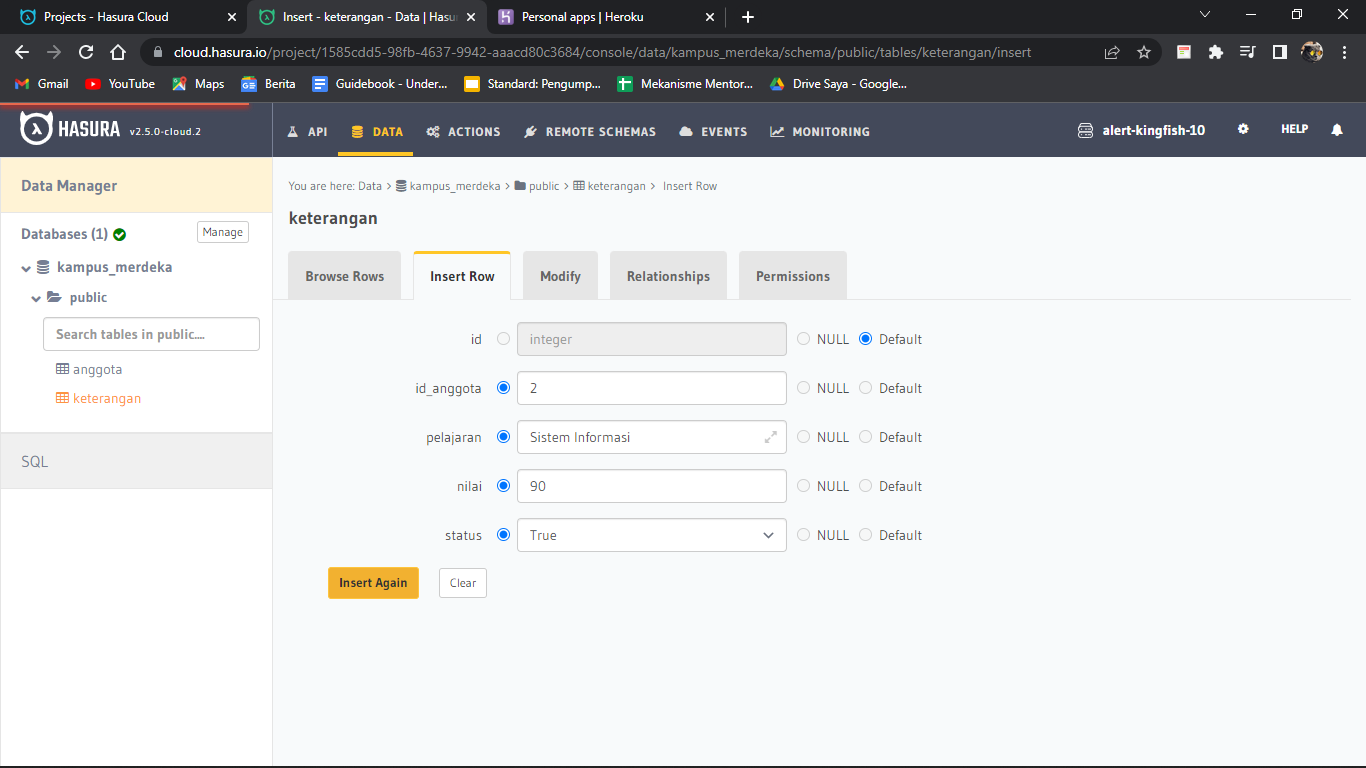 Projects - Hasura Cloud
Insert - keterangan - Data | Hasu
Personal apps | Heroku
cloud.hasura.io/project/1585cdd5-98fb-4637-9942-aaacd80c3684/console/data/kampus_merdeka/schema/public/tables/keterangan/insert
Gmail YouTube Maps Berita Guidebook - Under... Standard: Pengump... Mekanisme Mentor... Drive Saya - Google...
HASURA v2.5.0-cloud.2
API DATA ACTIONS REMOTE SCHEMAS EVENTS MONITORING alert-kingfish-10 HELP
Data Manager
Databases (1) Manage
kampus_merdeka
public
Search tables in public....
anggota
keterangan
SQL
You are here: Data > kampus_merdeka > public > keterangan > Insert Row
keterangan
Browse Rows Insert Row Modify Relationships Permissions
id integer NULL Default
id_anggota 2 NULL Default
pelajaran Sistem Informasi NULL Default
nilai 90 NULL Default
status True NULL Default
Insert Again Clear